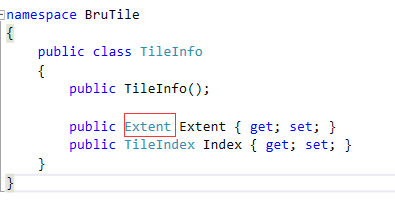 namespace BruTile
{
    public class TileInfo
    {
        public TileInfo();

        public Extent Extent { get; set; }
        public TileIndex Index { get; set; }
    }
}